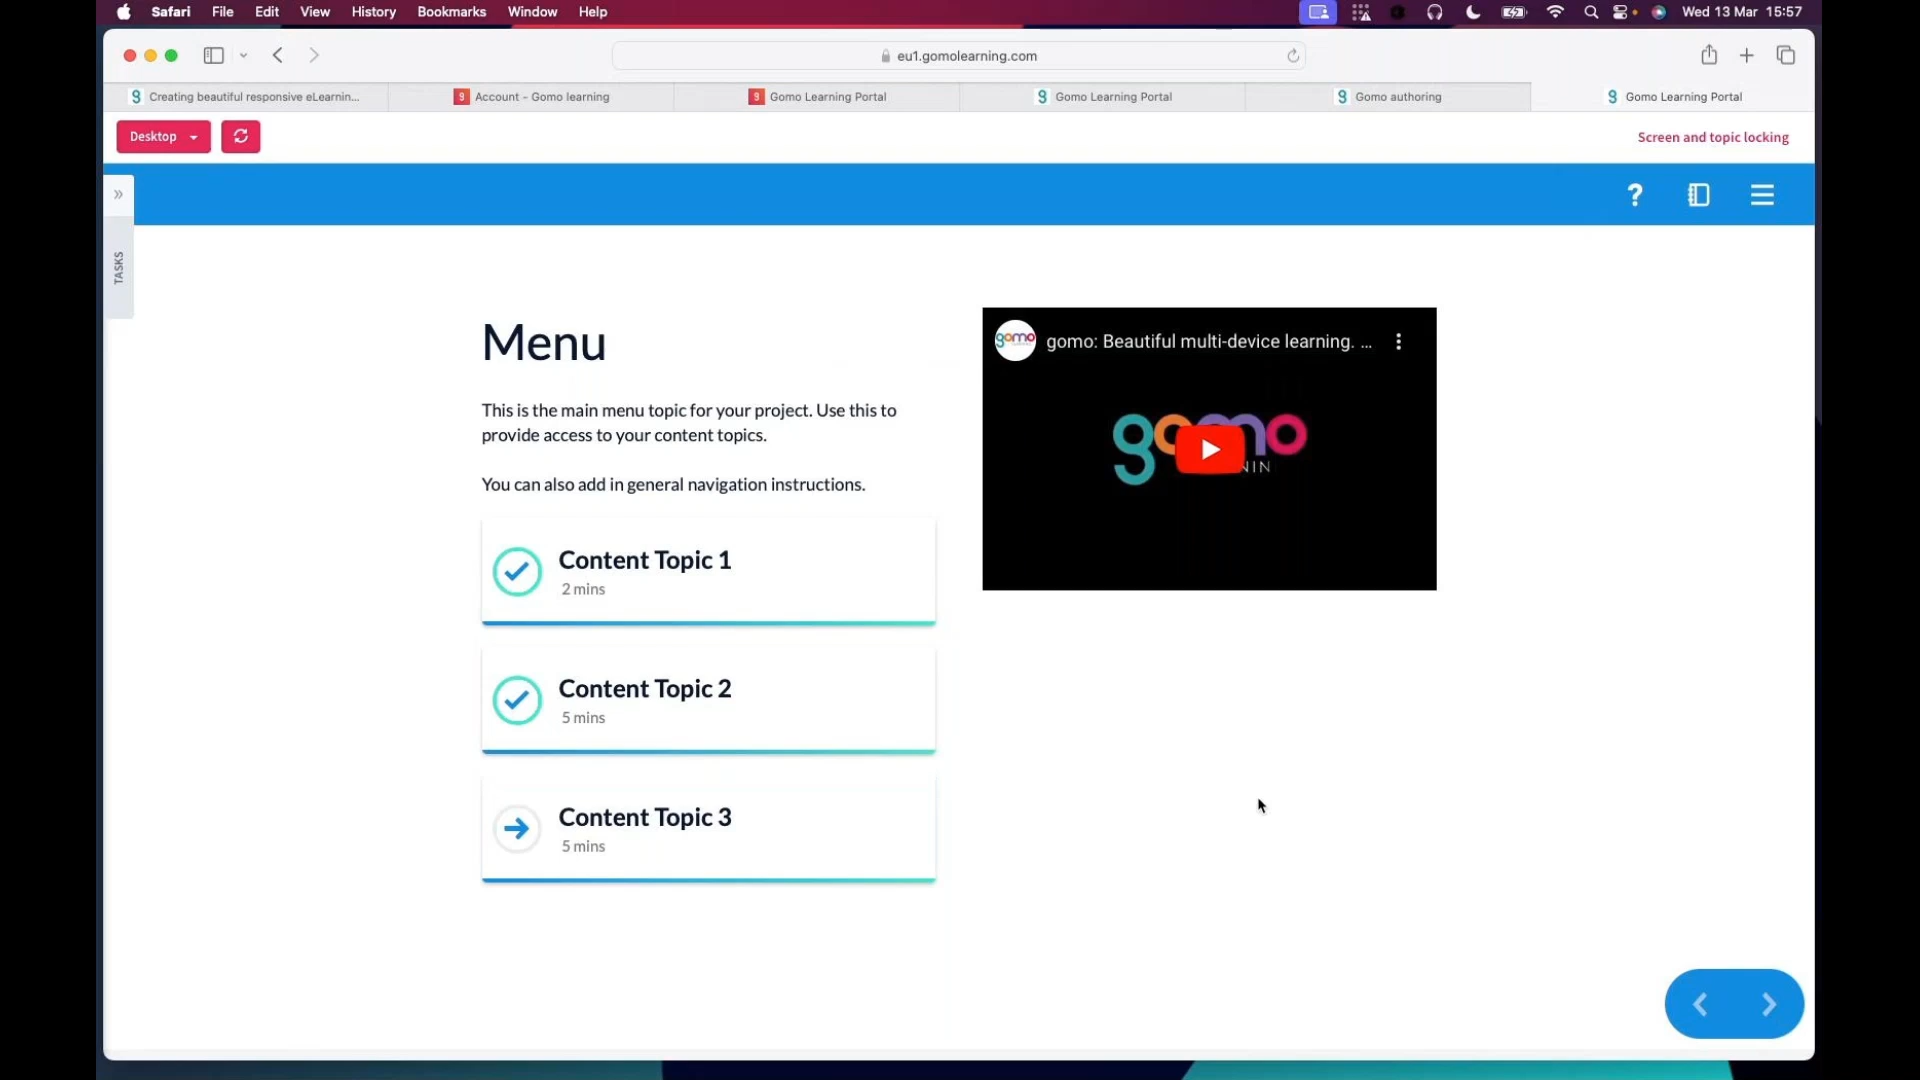 Safari File Edit View History Bookmarks Window Help Wed 13 Mar 15:57
eu1.gomolearning.com
Creating beautiful responsive eLearnin... Account - Gomo learning Gomo Learning Portal Gomo Learning Portal Gomo authoring Gomo Learning Portal
Desktop Screen and topic locking
?
TASKS
Menu
This is the main menu topic for your project. Use this to
provide access to your content topics.
You can also add in general navigation instructions.
Content Topic 1
2 mins
Content Topic 2
5 mins
Content Topic 3
5 mins
gomo gomo: Beautiful multi-device learning. ...
gomo